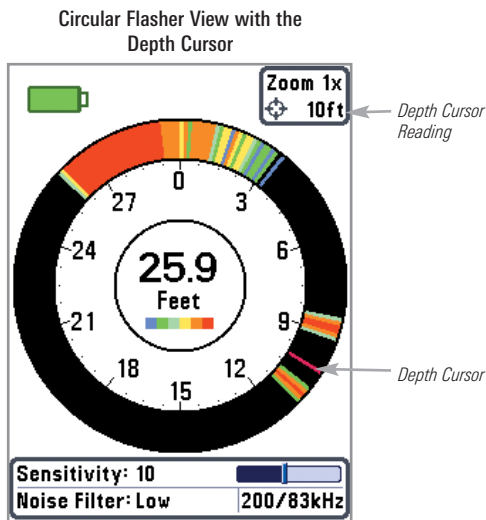 Circular Flasher View with the
Depth Cursor
Zoom 1x
10ft
Depth Cursor
Reading
0
3
6
9
12
15
18
21
24
27
25.9
Feet
Depth Cursor
Sensitivity: 10
Noise Filter: Low
200/83kHz